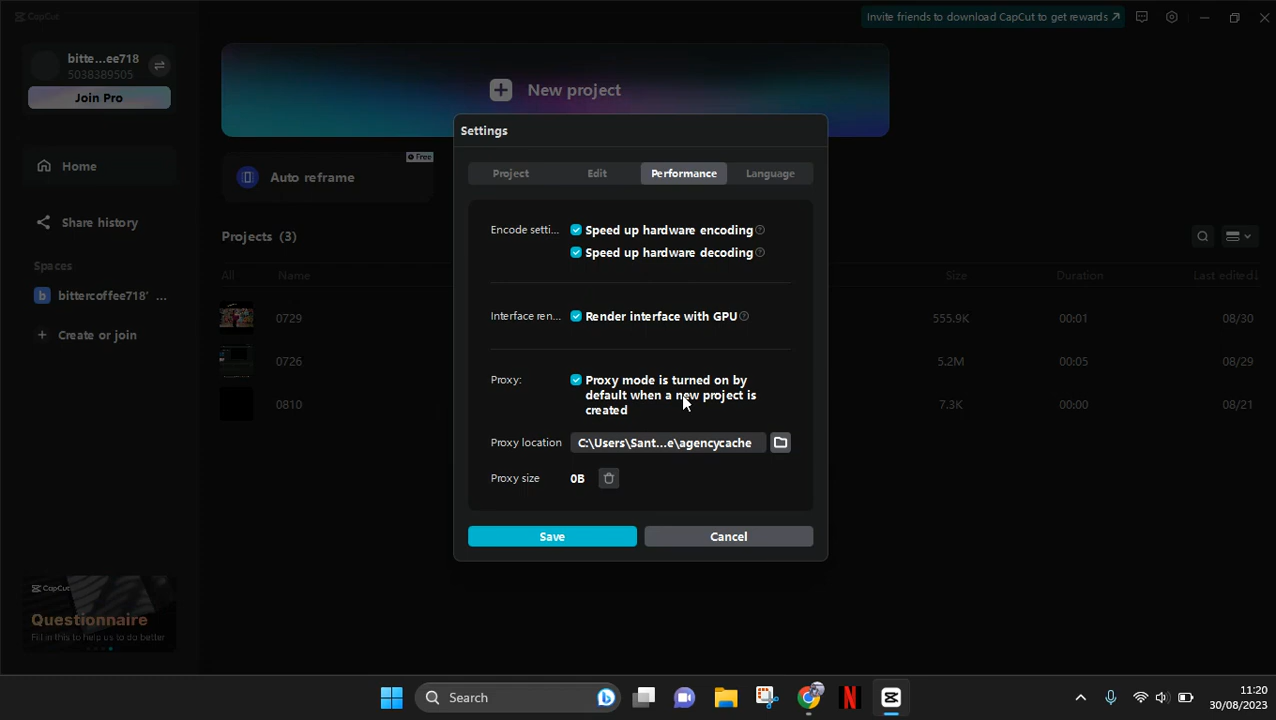 CapCut
Invite friends to download CapCut to get rewards
bitte...ee718
5038389505
Join Pro
New project
Home
Auto reframe
Free
Share history
Spaces
bittercoffee718' ...
Create or join
Projects (3)
All Name Size Duration Last edited
0729 555.9K 00:01 08/30
0726 5.2M 00:05 08/29
0810 7.3K 00:00 08/21
Settings
Project Edit Performance Language
Encode setti... Speed up hardware encoding
Speed up hardware decoding
Interface ren... Render interface with GPU
Proxy: Proxy mode is turned on by
default when a new project is
created
Proxy location C:\Users\Sant...e\agencycache
Proxy size 0B
Save Cancel
CapCut
Questionnaire
Fill in this to help us to do better
Search
11:20
30/08/2023